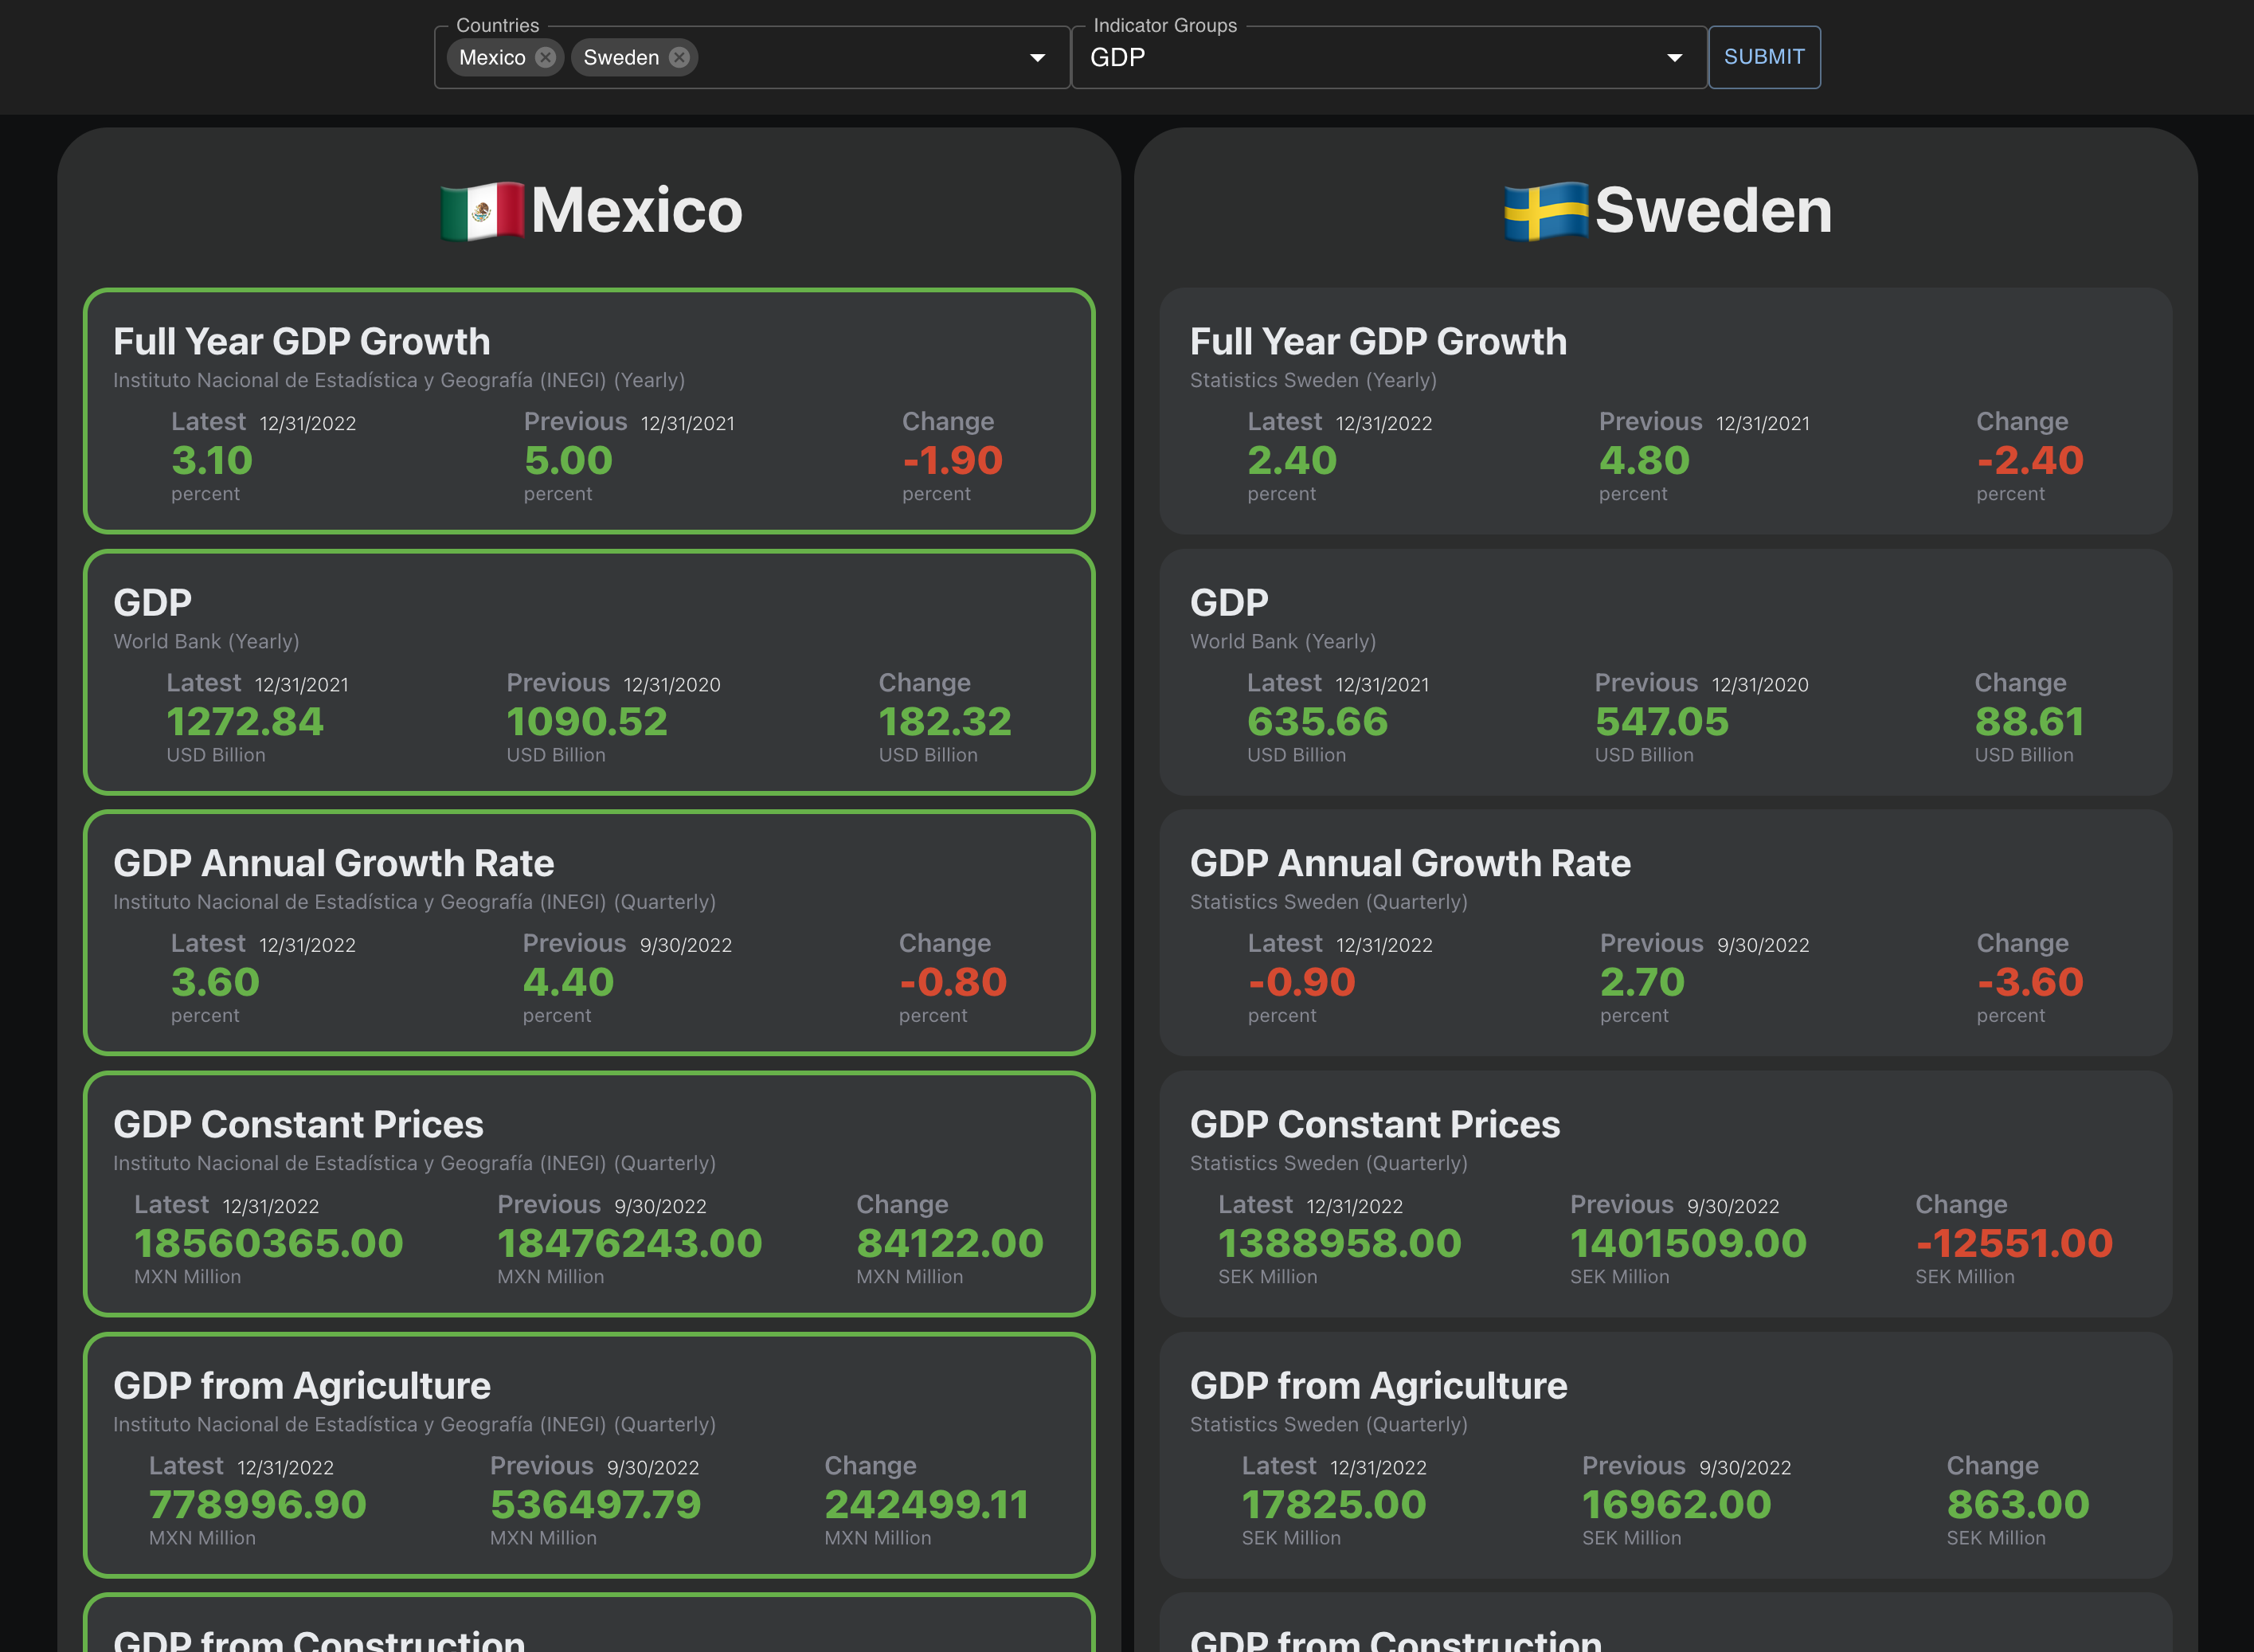 Countries
Mexico Sweden
Indicator Groups
GDP
SUBMIT
Mexico
Full Year GDP Growth
Instituto Nacional de Estadística y Geografía (INEGI) (Yearly)
Latest 12/31/2022 Previous 12/31/2021 Change
3.10 5.00 -1.90
percent percent percent
GDP
World Bank (Yearly)
Latest 12/31/2021 Previous 12/31/2020 Change
1272.84 1090.52 182.32
USD Billion USD Billion USD Billion
GDP Annual Growth Rate
Instituto Nacional de Estadística y Geografía (INEGI) (Quarterly)
Latest 12/31/2022 Previous 9/30/2022 Change
3.60 4.40 -0.80
percent percent percent
GDP Constant Prices
Instituto Nacional de Estadística y Geografía (INEGI) (Quarterly)
Latest 12/31/2022 Previous 9/30/2022 Change
18560365.00 18476243.00 84122.00
MXN Million MXN Million MXN Million
GDP from Agriculture
Instituto Nacional de Estadística y Geografía (INEGI) (Quarterly)
Latest 12/31/2022 Previous 9/30/2022 Change
778996.90 536497.79 242499.11
MXN Million MXN Million MXN Million
GDP from Construction
Sweden
Full Year GDP Growth
Statistics Sweden (Yearly)
Latest 12/31/2022 Previous 12/31/2021 Change
2.40 4.80 -2.40
percent percent percent
GDP
World Bank (Yearly)
Latest 12/31/2021 Previous 12/31/2020 Change
635.66 547.05 88.61
USD Billion USD Billion USD Billion
GDP Annual Growth Rate
Statistics Sweden (Quarterly)
Latest 12/31/2022 Previous 9/30/2022 Change
-0.90 2.70 -3.60
percent percent percent
GDP Constant Prices
Statistics Sweden (Quarterly)
Latest 12/31/2022 Previous 9/30/2022 Change
1388958.00 1401509.00 -12551.00
SEK Million SEK Million SEK Million
GDP from Agriculture
Statistics Sweden (Quarterly)
Latest 12/31/2022 Previous 9/30/2022 Change
17825.00 16962.00 863.00
SEK Million SEK Million SEK Million
GDP from Construction